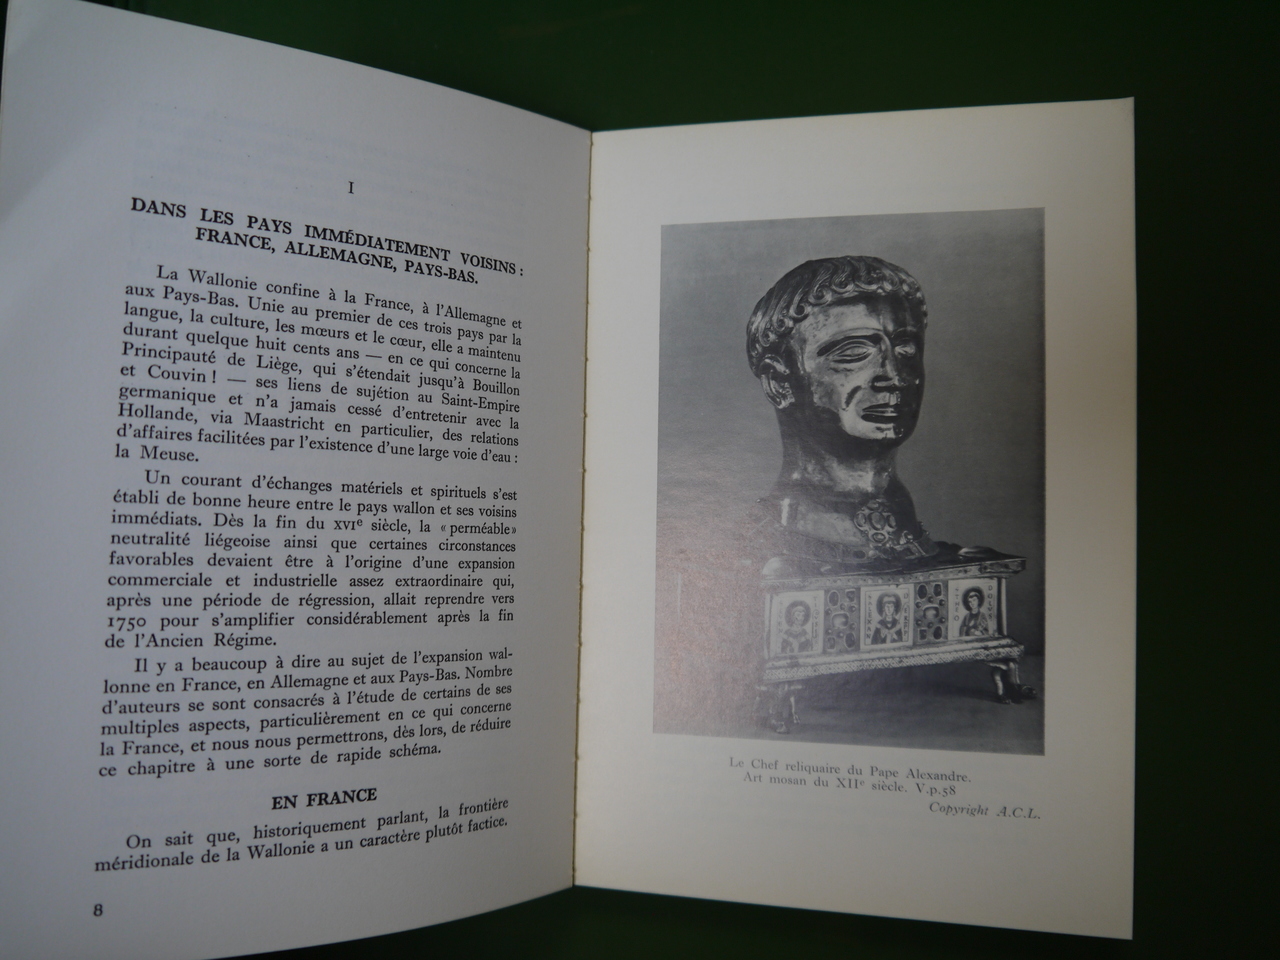 I
DANS LES PAYS IMMÉDIATEMENT VOISINS :
FRANCE, ALLEMAGNE, PAYS-BAS.
La Wallonie confine à la France, à l'Allemagne et
aux Pays-Bas. Unie au premier de ces trois pays par la
langue, la culture, les mœurs et le cœur, elle a maintenu
durant quelque huit cents ans — en ce qui concerne la
Principauté de Liège, qui s'étendait jusqu'à Bouillon
et Couvin ! — ses liens de sujétion au Saint-Empire
germanique et n'a jamais cessé d'entretenir avec la
Hollande, via Maastricht en particulier, des relations
d'affaires facilitées par l'existence d'une large voie d'eau :
la Meuse.
Un courant d'échanges matériels et spirituels s'est
établi de bonne heure entre le pays wallon et ses voisins
immédiats. Dès la fin du XVIe siècle, la « perméable »
neutralité liégeoise ainsi que certaines circonstances
favorables devaient être à l'origine d'une expansion
commerciale et industrielle assez extraordinaire qui,
après une période de régression, allait reprendre vers
1750 pour s'amplifier considérablement après la fin
de l'Ancien Régime.
Il y a beaucoup à dire au sujet de l'expansion wal-
lonne en France, en Allemagne et aux Pays-Bas. Nombre
d'auteurs se sont consacrés à l'étude de certains de ses
multiples aspects, particulièrement en ce qui concerne
la France, et nous nous permettrons, dès lors, de réduire
ce chapitre à une sorte de rapide schéma.
EN FRANCE
On sait que, historiquement parlant, la frontière
méridionale de la Wallonie a un caractère plutôt factice.
8
Le Chef reliquaire du Pape Alexandre.
Art mosan du XIIe siècle. V.p.58
Copyright A.C.L.